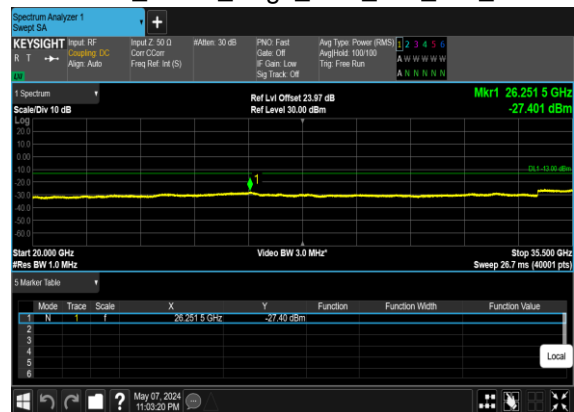 Spectrum Analyzer 1
Swept SA
+
KEYSIGHT Input: RF Input Z: 50 Ω #Atten: 30 dB PNO: Fast Avg Type: Power (RMS) 1 2 3 4 5 6
R T Coupling: DC Corr CCorr Gate: Off Avg|Hold: 100/100 A W W W W W
Align: Auto Freq Ref: Int (S) IF Gain: Low Trig: Free Run
Sig Track: Off A N N N N N
1 Spectrum Ref Lvl Offset 23.97 dB Mkr1 26.251 5 GHz
Scale/Div 10 dB Ref Level 30.00 dBm -27.401 dBm
Log
20.0
10.0
0.00
-10.0 DL1 -13.00 dBm
-20.0 1
-30.0
-40.0
-50.0
-60.0
Start 20.000 GHz Video BW 3.0 MHz* Stop 35.500 GHz
#Res BW 1.0 MHz Sweep 26.7 ms (40001 pts)
5 Marker Table
Mode Trace Scale X Y Function Function Width Function Value
1 N 1 f 26.251 5 GHz -27.40 dBm
2
3
4
5
6
Local
? May 07, 2024
11:03:20 PM